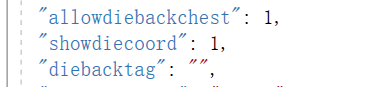 "allowdiebackchest": 1,
"showdiecoord": 1,
"diebacktag": "",